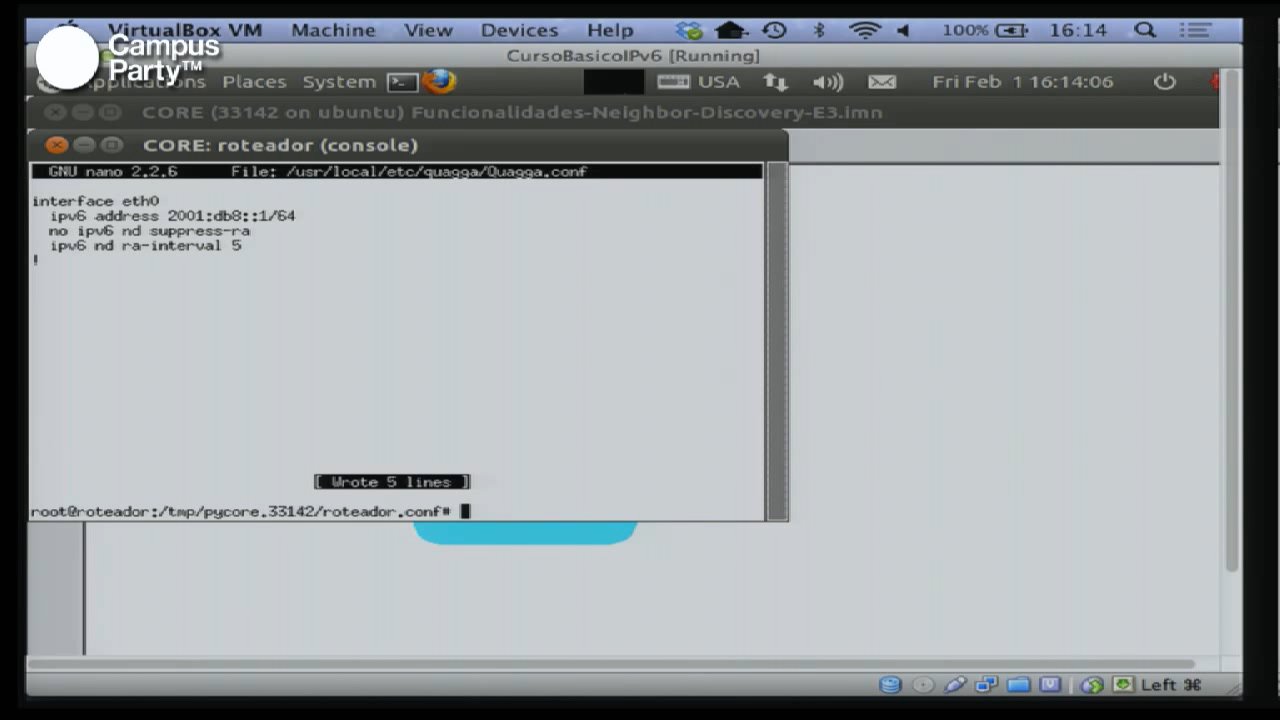 VirtualBox VM Machine View Devices Help 100% 16:14
Campus
Party™
CursoBasicoIPv6 [Running]
Applications Places System USA Fri Feb 1 16:14:06
CORE (33142 on ubuntu) Funcionalidades-Neighbor-Discovery-E3.imn
CORE: roteador (console)
GNU nano 2.2.6 File: /usr/local/etc/quagga/Quagga.conf
interface eth0
ipv6 address 2001:db8::1/64
no ipv6 nd suppress-ra
ipv6 nd ra-interval 5
!
[ Wrote 5 lines ]
root@roteador:/tmp/pycore.33142/roteador.conf#
Left ⌘